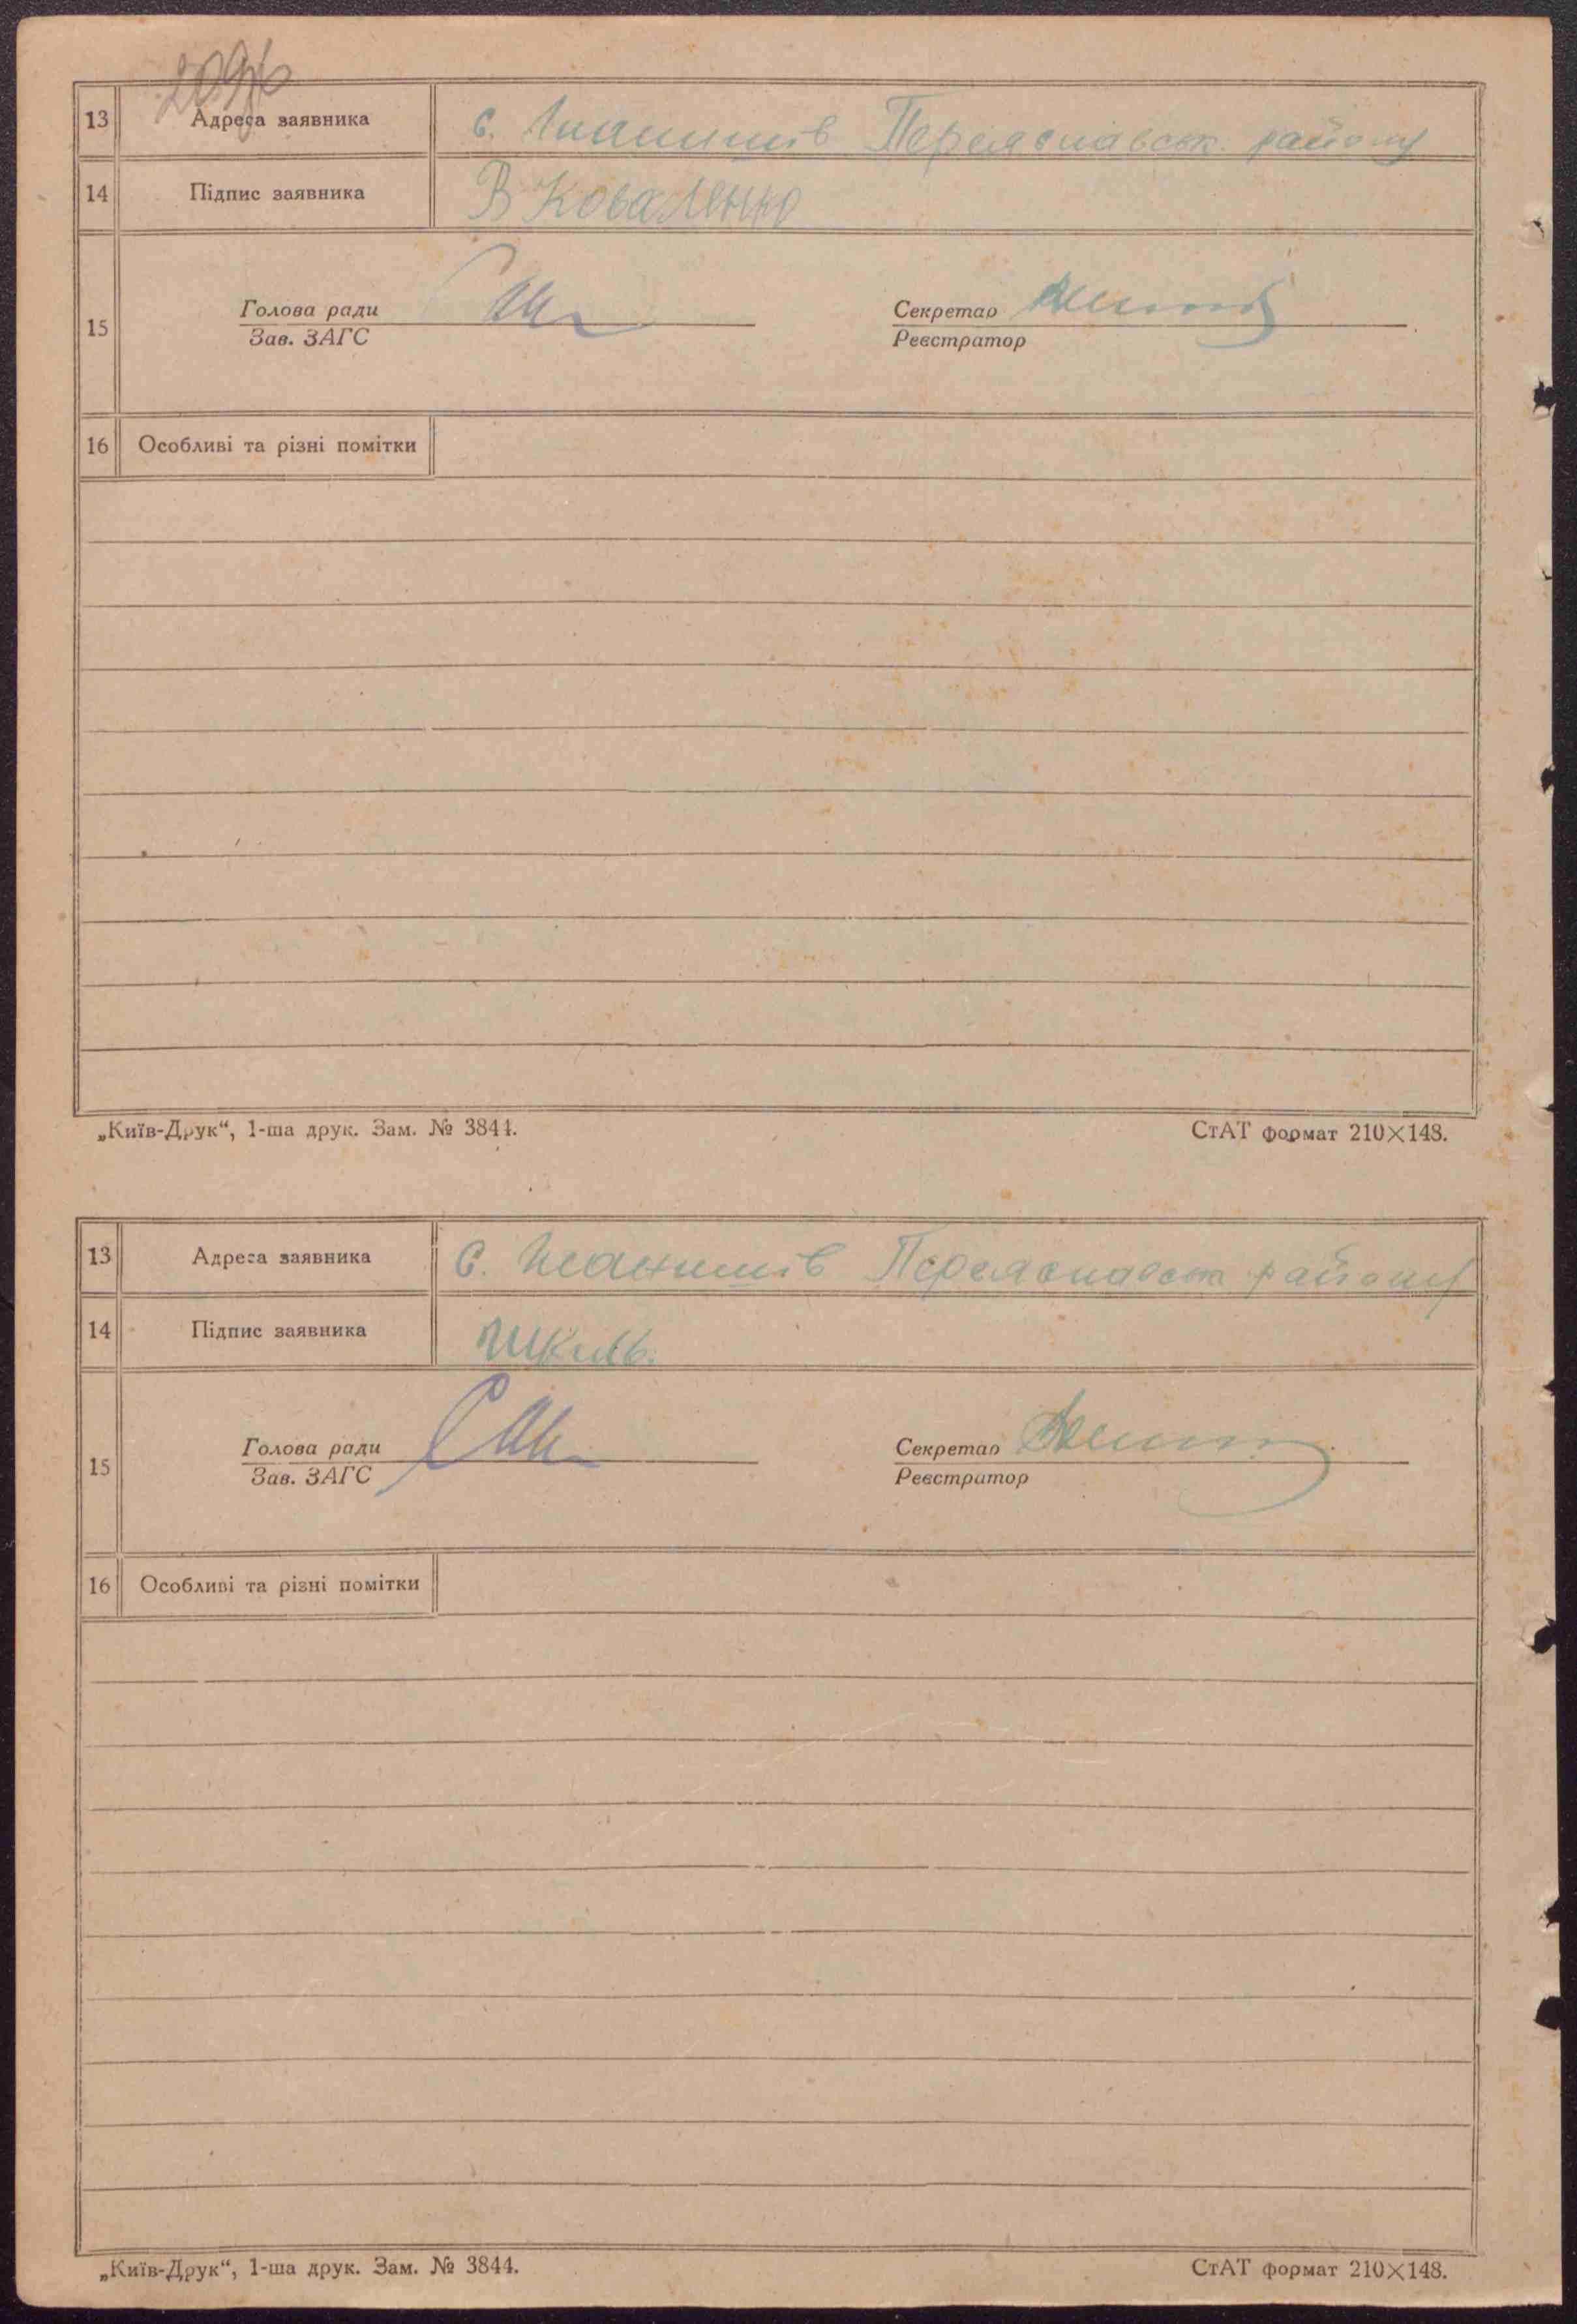 13 Адреса заявника с. Переяславськ. району
14 Підпис заявника В Коваленко
15 Голова ради Секретар
Зав. ЗАГС Реєстратор
16 Особливі та різні помітки
„Київ-Друк“, 1-ша друк. Зам. № 3844. СтАТ формат 210×148.
13 Адреса заявника с. Переяславськ району
14 Підпис заявника
15 Голова ради Секретар
Зав. ЗАГС Реєстратор
16 Особливі та різні помітки
„Київ-Друк“, 1-ша друк. Зам. № 3844. СтАТ формат 210×148.